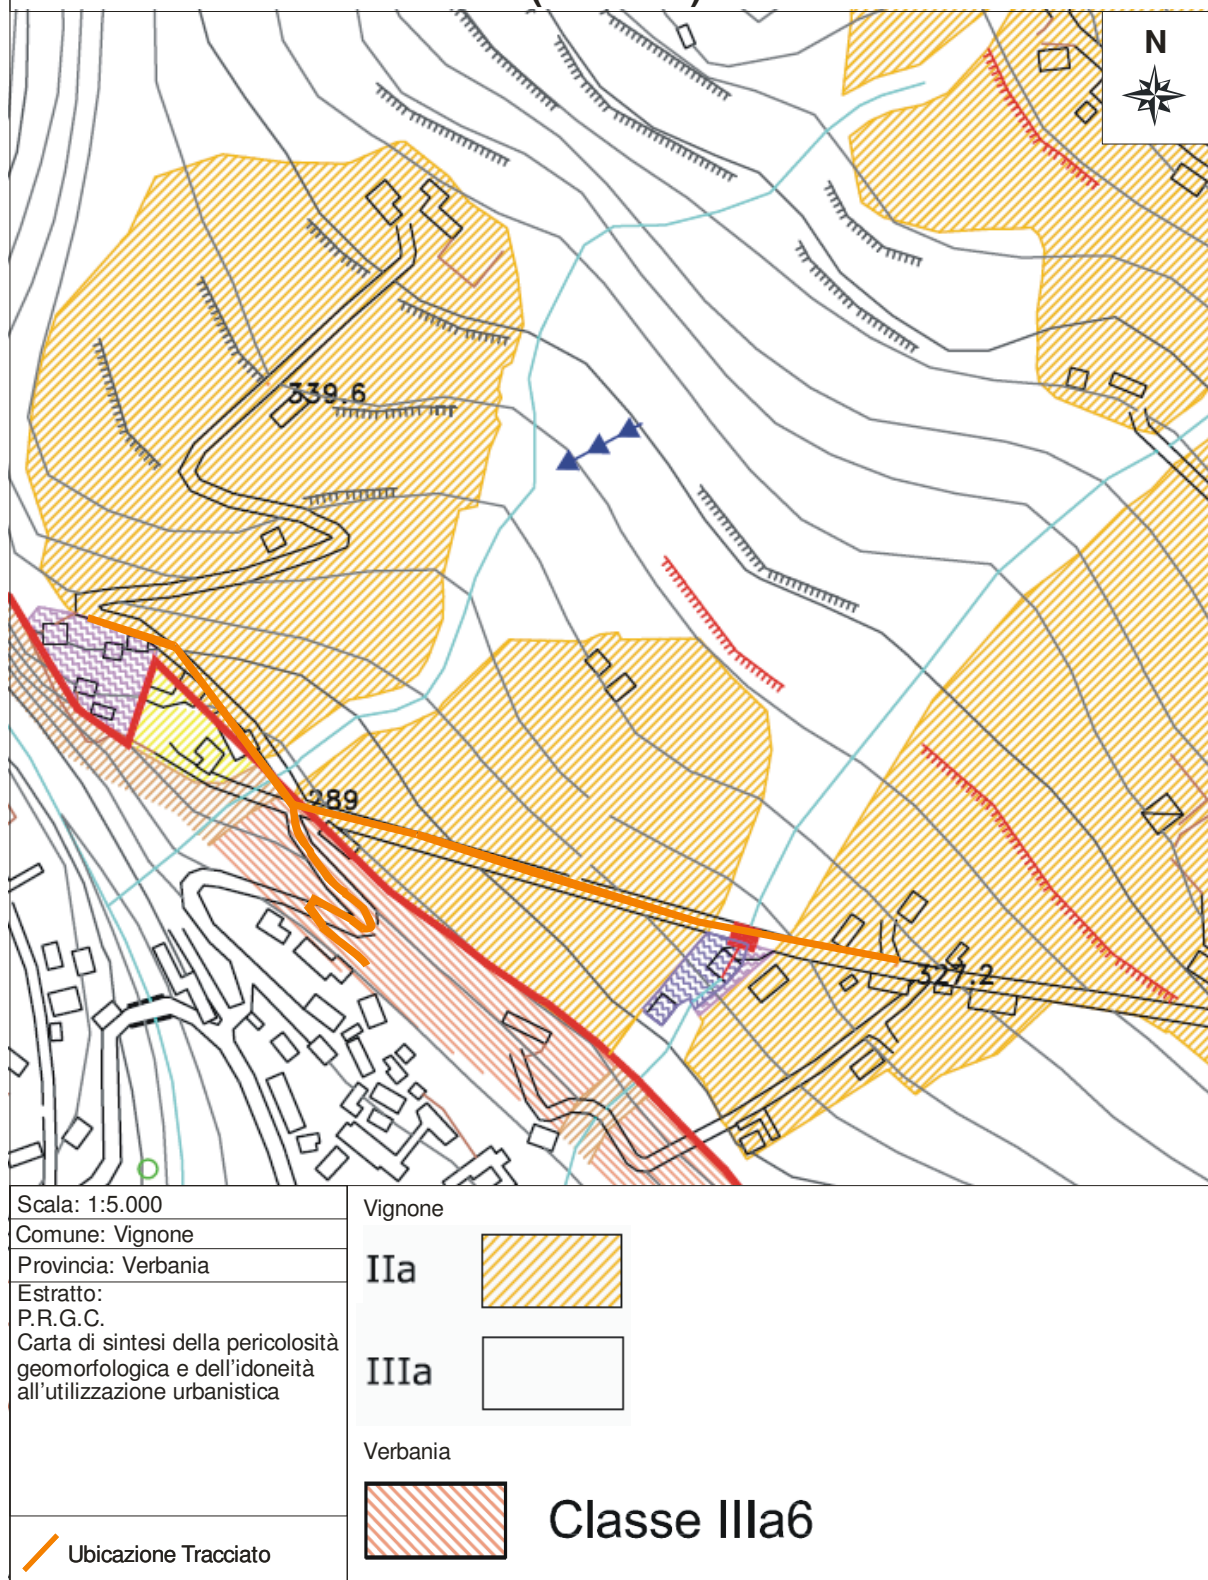 N
339.6
289
327.2
Scala: 1:5.000
Comune: Vignone
Provincia: Verbania
Estratto:
P.R.G.C.
Carta di sintesi della pericolosità
geomorfologica e dell'idoneità
all'utilizzazione urbanistica
Ubicazione Tracciato
Vignone
IIa
IIIa
Verbania
Classe IIIa6